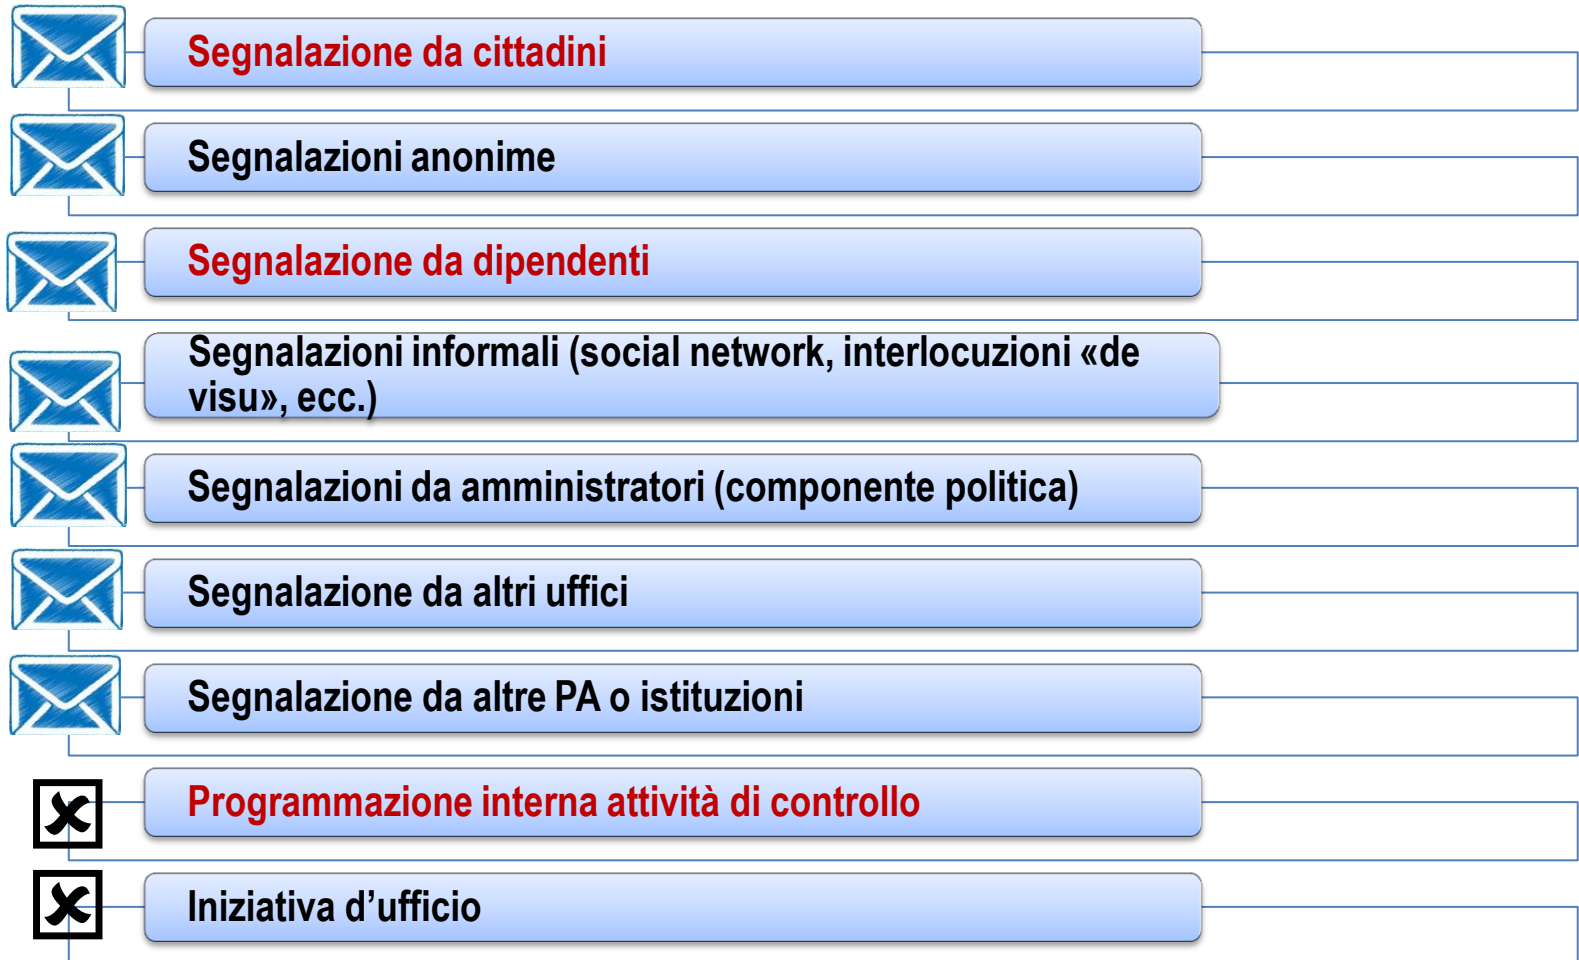 Segnalazione da cittadini
Segnalazioni anonime
Segnalazione da dipendenti
Segnalazioni informali (social network, interlocuzioni «de
visu», ecc.)
Segnalazioni da amministratori (componente politica)
Segnalazione da altri uffici
Segnalazione da altre PA o istituzioni
Programmazione interna attività di controllo
Iniziativa d’ufficio